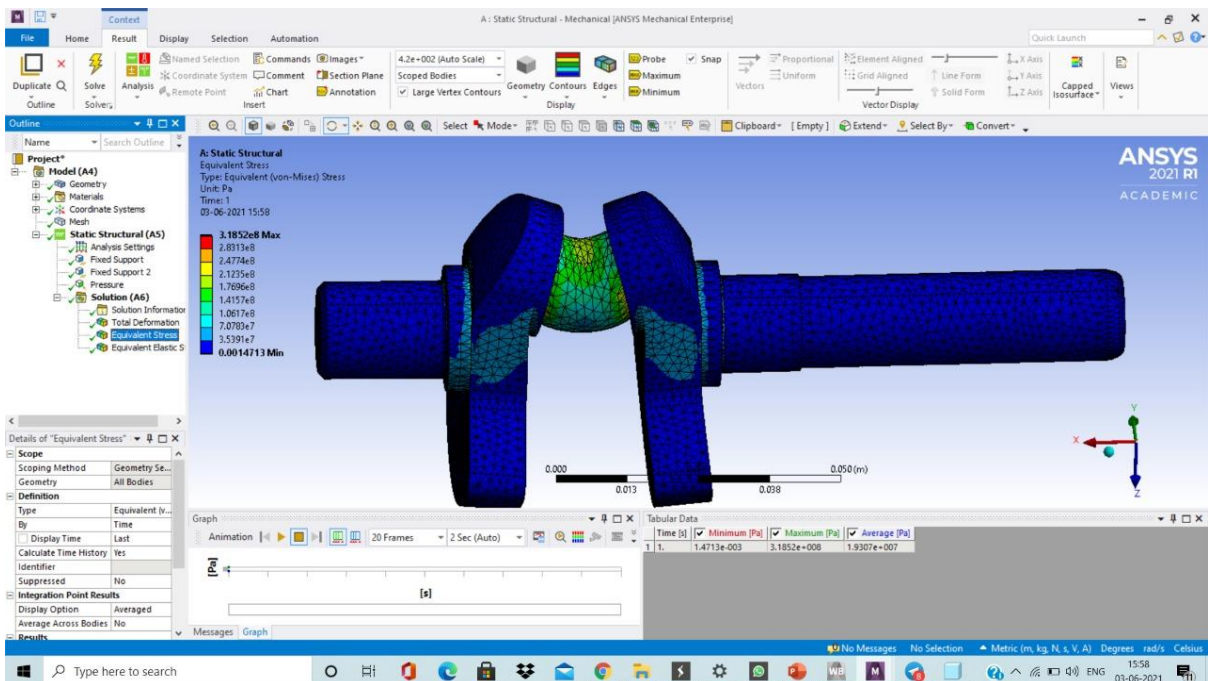 Context
A : Static Structural - Mechanical [ANSYS Mechanical Enterprise]
File Home Result Display Selection Automation
Quick Launch
Duplicate Q
Outline
Solve
Solver
Analysis
Named Selection
Coordinate System
Remote Point
Commands
Comment
Chart
Images
Section Plane
Annotation
Insert
4.2e+002 (Auto Scale)
Scoped Bodies
Large Vertex Contours
Geometry Contours Edges
Display
Probe
Maximum
Minimum
Snap
Vectors
Proportional
Uniform
Element Aligned
Grid Aligned
Line Form
Solid Form
X Axis
Y Axis
Z Axis
Vector Display
Capped
Isosurface
Views
Outline
Select Mode Clipboard [Empty] Extend Select By Convert
Name Search Outline
Project*
Model (A4)
Geometry
Materials
Coordinate Systems
Mesh
Static Structural (A5)
Analysis Settings
Fixed Support
Fixed Support 2
Pressure
Solution (A6)
Solution Information
Total Deformation
Equivalent Stress
Equivalent Elastic S
A: Static Structural
Equivalent Stress
Type: Equivalent (von-Mises) Stress
Unit: Pa
Time: 1
03-06-2021 15:58
3.1852e8 Max
2.8313e8
2.4774e8
2.1235e8
1.7696e8
1.4157e8
1.0617e8
7.0783e7
3.5391e7
0.0014713 Min
ANSYS
2021 R1
ACADEMIC
0.000 0.050 (m)
0.013 0.038
Y
X
Z
Details of "Equivalent Stress"
Scope
Scoping Method Geometry Se...
Geometry All Bodies
Definition
Type Equivalent (v...
By Time
Display Time Last
Calculate Time History Yes
Identifier
Suppressed No
Integration Point Results
Display Option Averaged
Average Across Bodies No
Results
Graph
Animation 20 Frames 2 Sec (Auto)
[Pa]
[s]
Messages Graph
Tabular Data
Time [s] Minimum [Pa] Maximum [Pa] Average [Pa]
1 1. 1.4713e-003 3.1852e+008 1.9307e+007
No Messages No Selection Metric (m, kg, N, s, V, A) Degrees rad/s Celsius
Type here to search
WB
M
ENG
15:58
03-06-2021